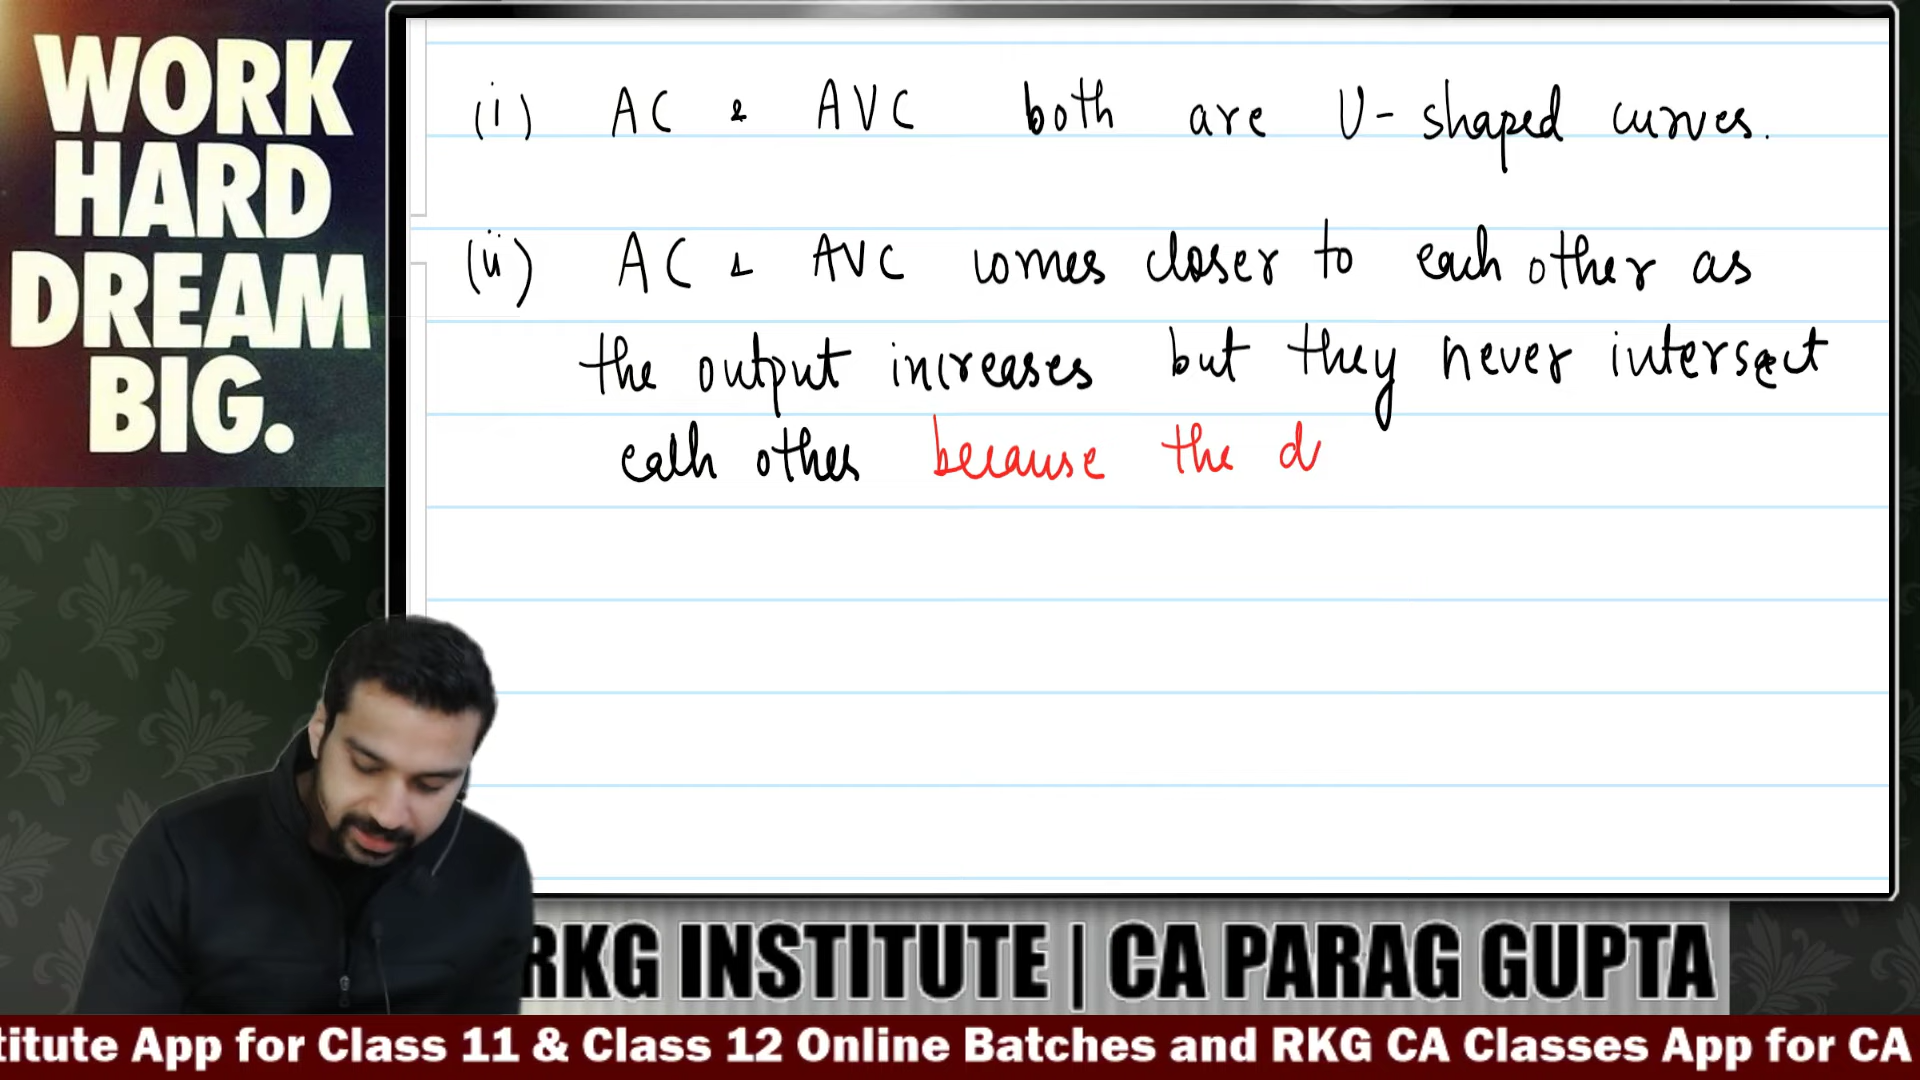 WORK
HARD
DREAM
BIG.
(i) AC & AVC both are U-shaped curves.
(ii) AC & AVC comes closer to each other as
the output increases but they never intersect
each other because the d
RKG INSTITUTE | CA PARAG GUPTA
titute App for Class 11 & Class 12 Online Batches and RKG CA Classes App for CA